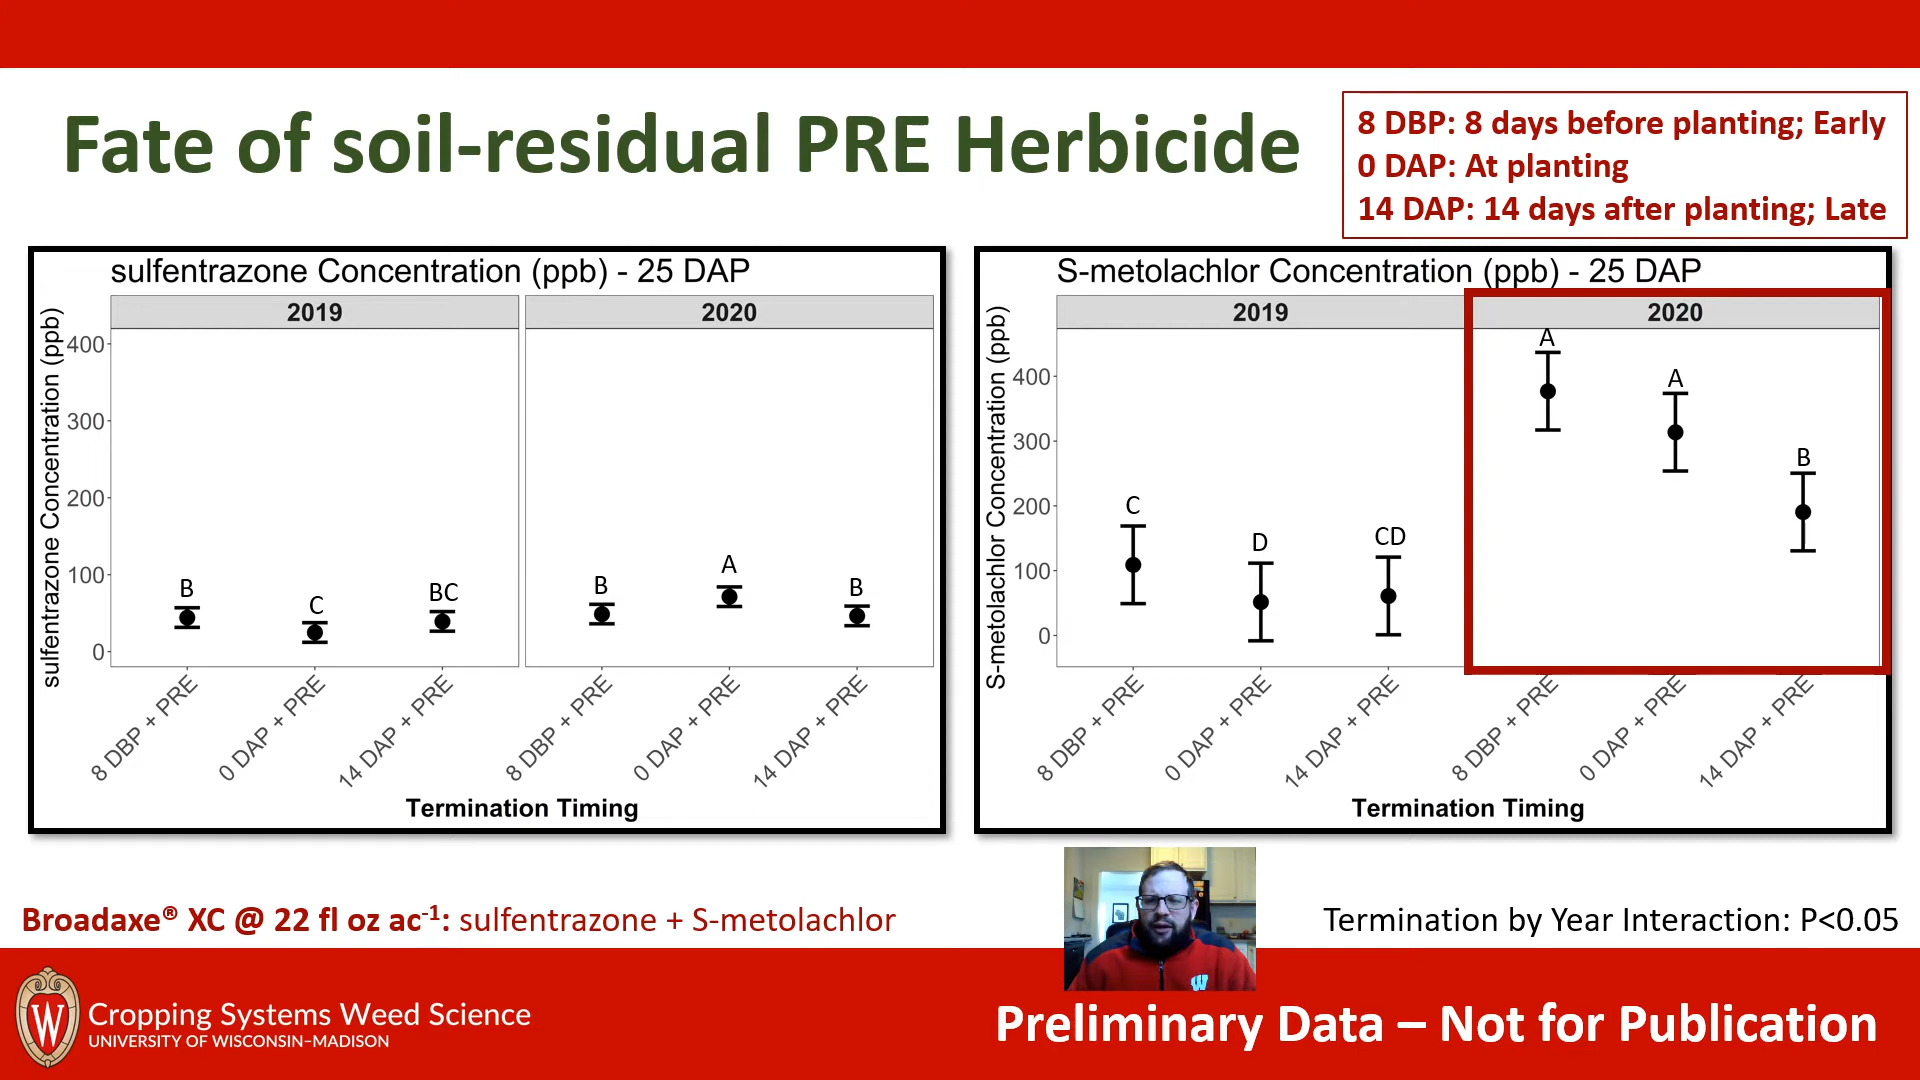 Fate of soil-residual PRE Herbicide
8 DBP: 8 days before planting; Early
0 DAP: At planting
14 DAP: 14 days after planting; Late
sulfentrazone Concentration (ppb) - 25 DAP
2019
2020
sulfentrazone Concentration (ppb)
400
300
200
100
0
B
C
BC
B
A
B
8 DBP + PRE
0 DAP + PRE
14 DAP + PRE
8 DBP + PRE
0 DAP + PRE
14 DAP + PRE
Termination Timing
S-metolachlor Concentration (ppb) - 25 DAP
2019
2020
S-metolachlor Concentration (ppb)
400
300
200
100
0
C
D
CD
A
A
B
8 DBP + PRE
0 DAP + PRE
14 DAP + PRE
8 DBP + PRE
0 DAP + PRE
14 DAP + PRE
Termination Timing
Broadaxe® XC @ 22 fl oz ac-1: sulfentrazone + S-metolachlor
Termination by Year Interaction: P<0.05
W
W
Cropping Systems Weed Science
UNIVERSITY OF WISCONSIN–MADISON
Preliminary Data – Not for Publication